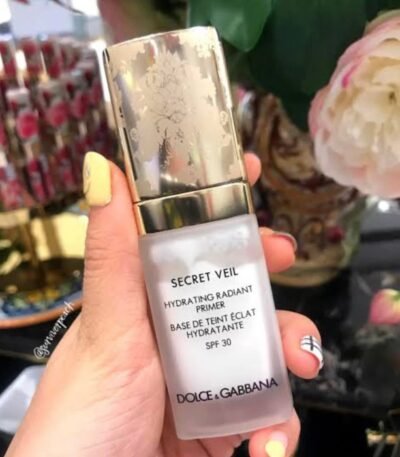 SECRET VEIL
HYDRATING RADIANT
PRIMER
BASE DE TEINT ÉCLAT
HYDRATANTE
SPF 30
DOLCE & GABBANA